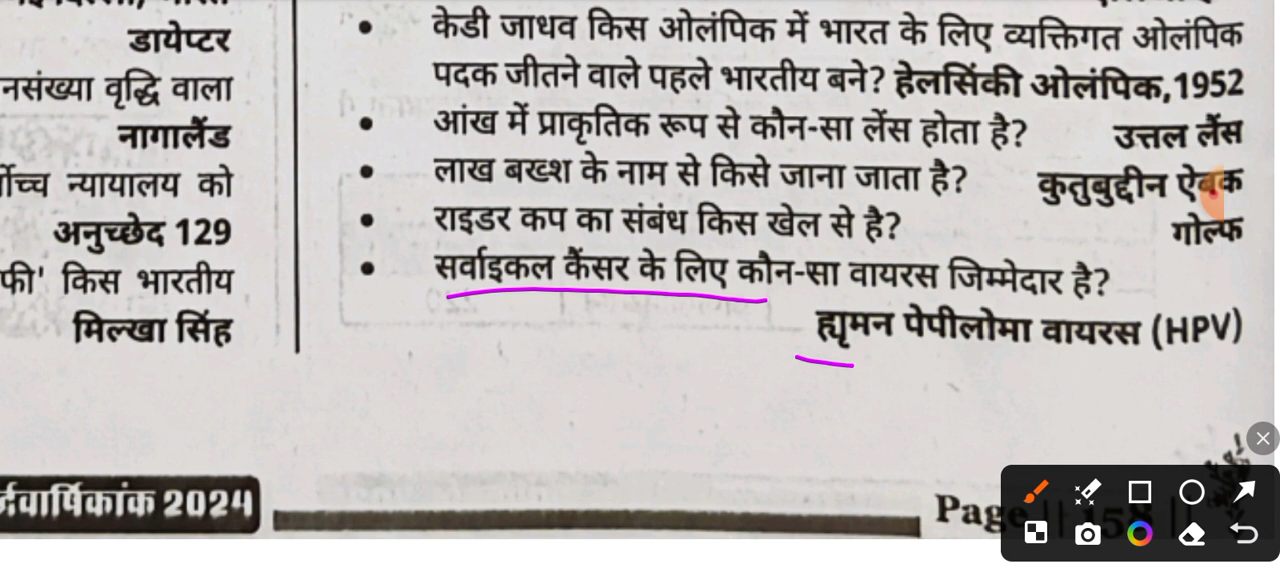 डायेप्टर
नसंख्या वृद्धि वाला
नागालैंड
च्च न्यायालय को
अनुच्छेद 129
फी' किस भारतीय
मिल्खा सिंह
केडी जाधव किस ओलंपिक में भारत के लिए व्यक्तिगत ओलंपिक
पदक जीतने वाले पहले भारतीय बने? हेलसिंकी ओलंपिक,1952
आंख में प्राकृतिक रूप से कौन-सा लेंस होता है? उत्तल लेंस
लाख बख्श के नाम से किसे जाना जाता है? कुतुबुद्दीन ऐबक
राइडर कप का संबंध किस खेल से है? गोल्फ
सर्वाइकल कैंसर के लिए कौन-सा वायरस जिम्मेदार है?
ह्यूमन पेपीलोमा वायरस (HPV)
र्द्धवार्षिकांक 2024
Page || 158 ||